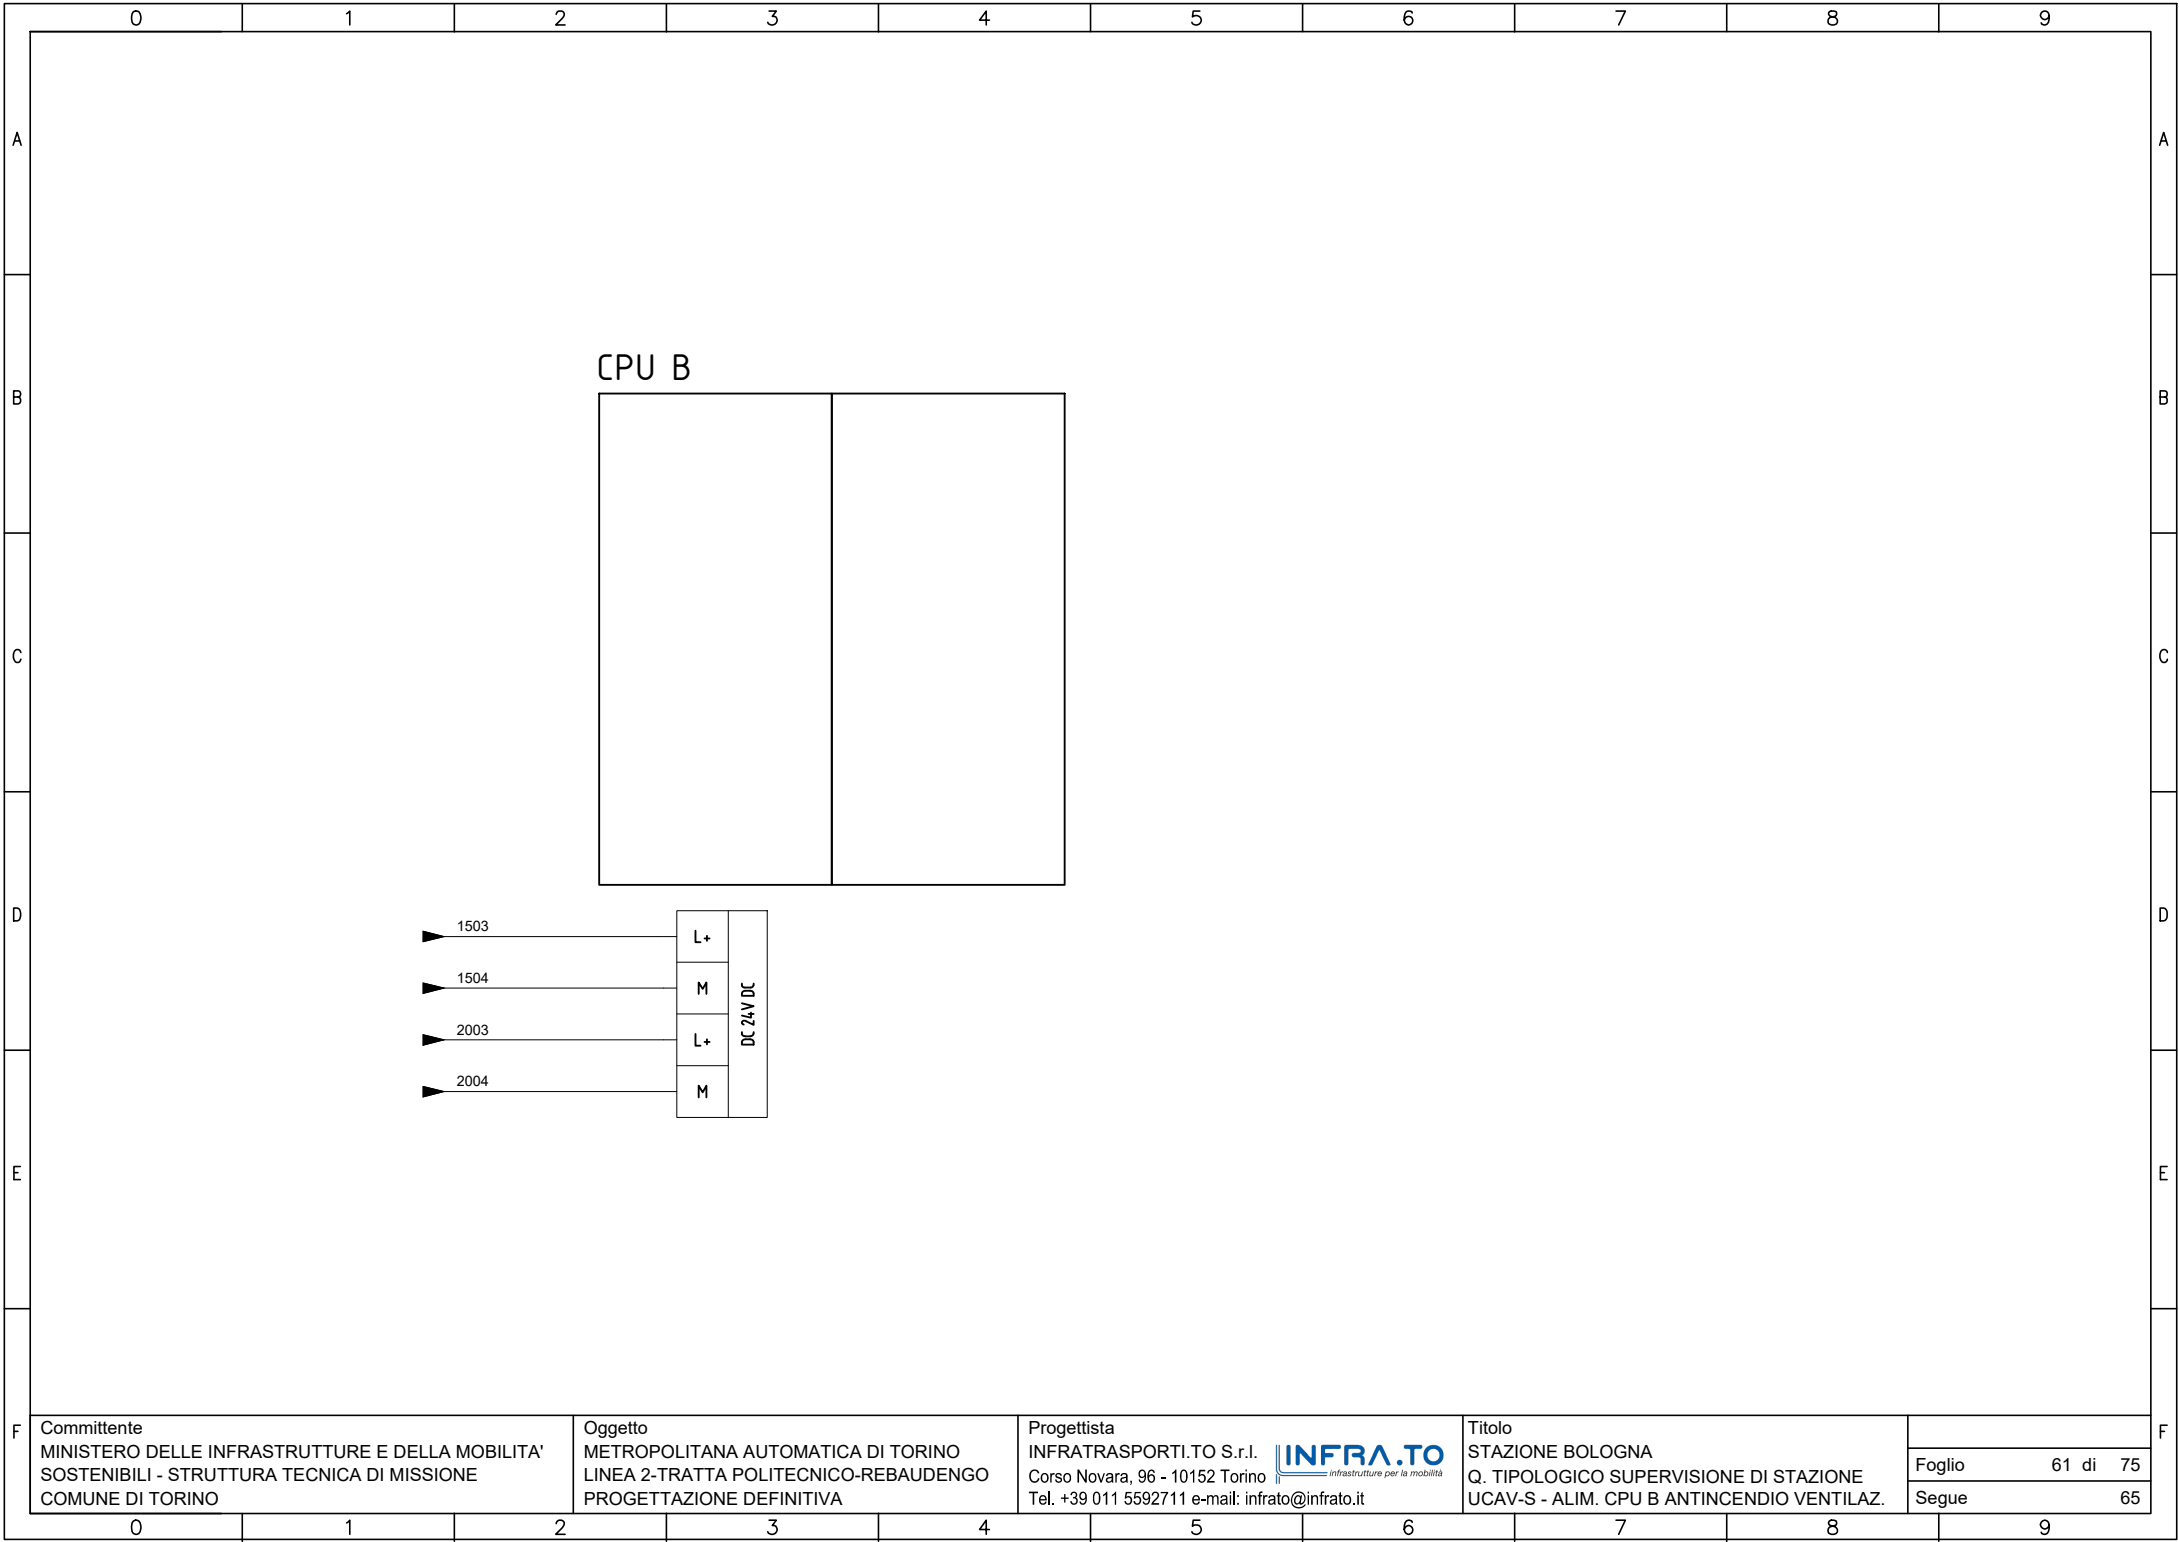 0 1 2 3 4 5 6 7 8 9
A A
CPU B
B B
C C
D D
1503 L+
1504 M
2003 L+
2004 M
DC 24V DC
E E
F F
Committente
MINISTERO DELLE INFRASTRUTTURE E DELLA MOBILITA'
SOSTENIBILI - STRUTTURA TECNICA DI MISSIONE
COMUNE DI TORINO
Oggetto
METROPOLITANA AUTOMATICA DI TORINO
LINEA 2-TRATTA POLITECNICO-REBAUDENGO
PROGETTAZIONE DEFINITIVA
Progettista
INFRATRASPORTI.TO S.r.l.
Corso Novara, 96 - 10152 Torino
Tel. +39 011 5592711 e-mail: infrato@infrato.it
INFRA.TO
infrastrutture per la mobilità
Titolo
STAZIONE BOLOGNA
Q. TIPOLOGICO SUPERVISIONE DI STAZIONE
UCAV-S - ALIM. CPU B ANTINCENDIO VENTILAZ.
Foglio 61 di 75
Segue 65
0 1 2 3 4 5 6 7 8 9